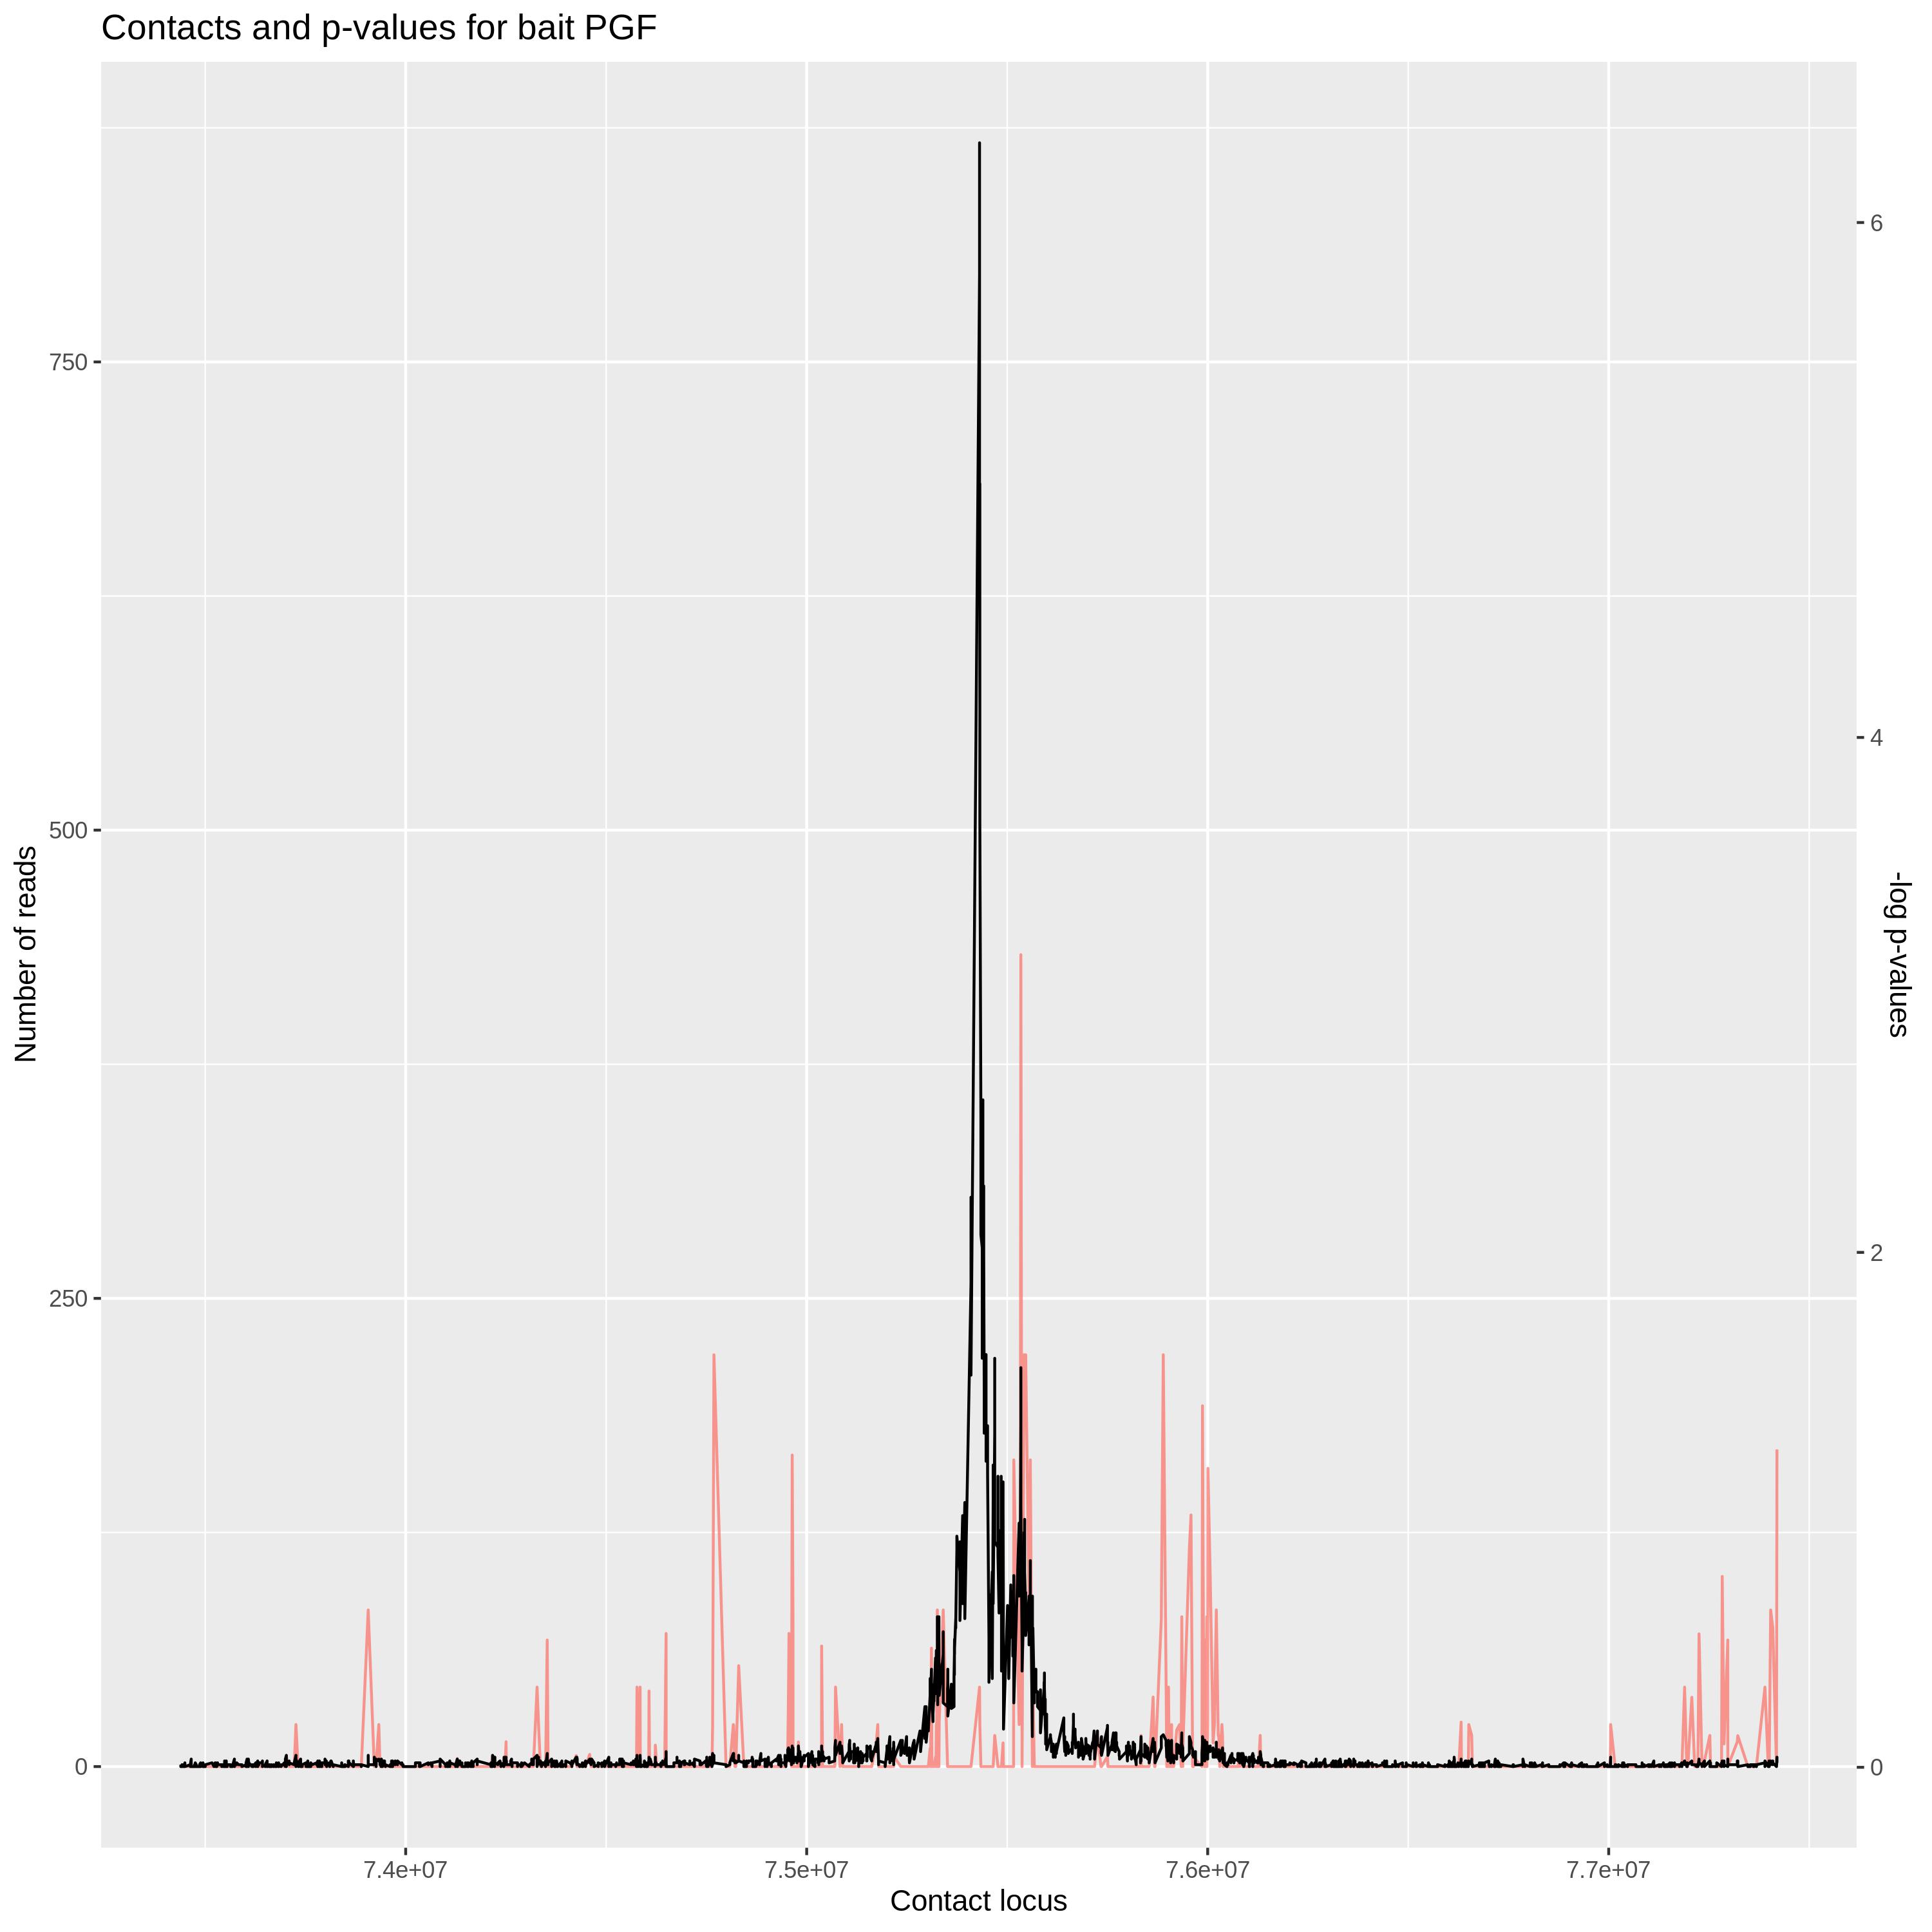 Contacts and p-values for bait PGF
750
500
250
0
Number of reads
6
4
2
0
-log p-values
7.4e+07
7.5e+07
7.6e+07
7.7e+07
Contact locus